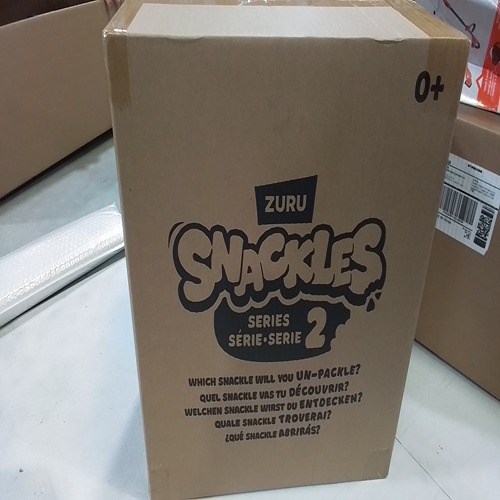 0+
ZURU
SNACKLES
SERIES
SÉRIE•SERIE 2
WHICH SNACKLE WILL YOU UN-PACKLE?
QUEL SNACKLE VAS TU DÉCOUVRIR?
WELCHEN SNACKLE WIRST DU ENTDECKEN?
QUALE SNACKLE TROVERAI?
¿QUÉ SNACKLE ABRIRÁS?